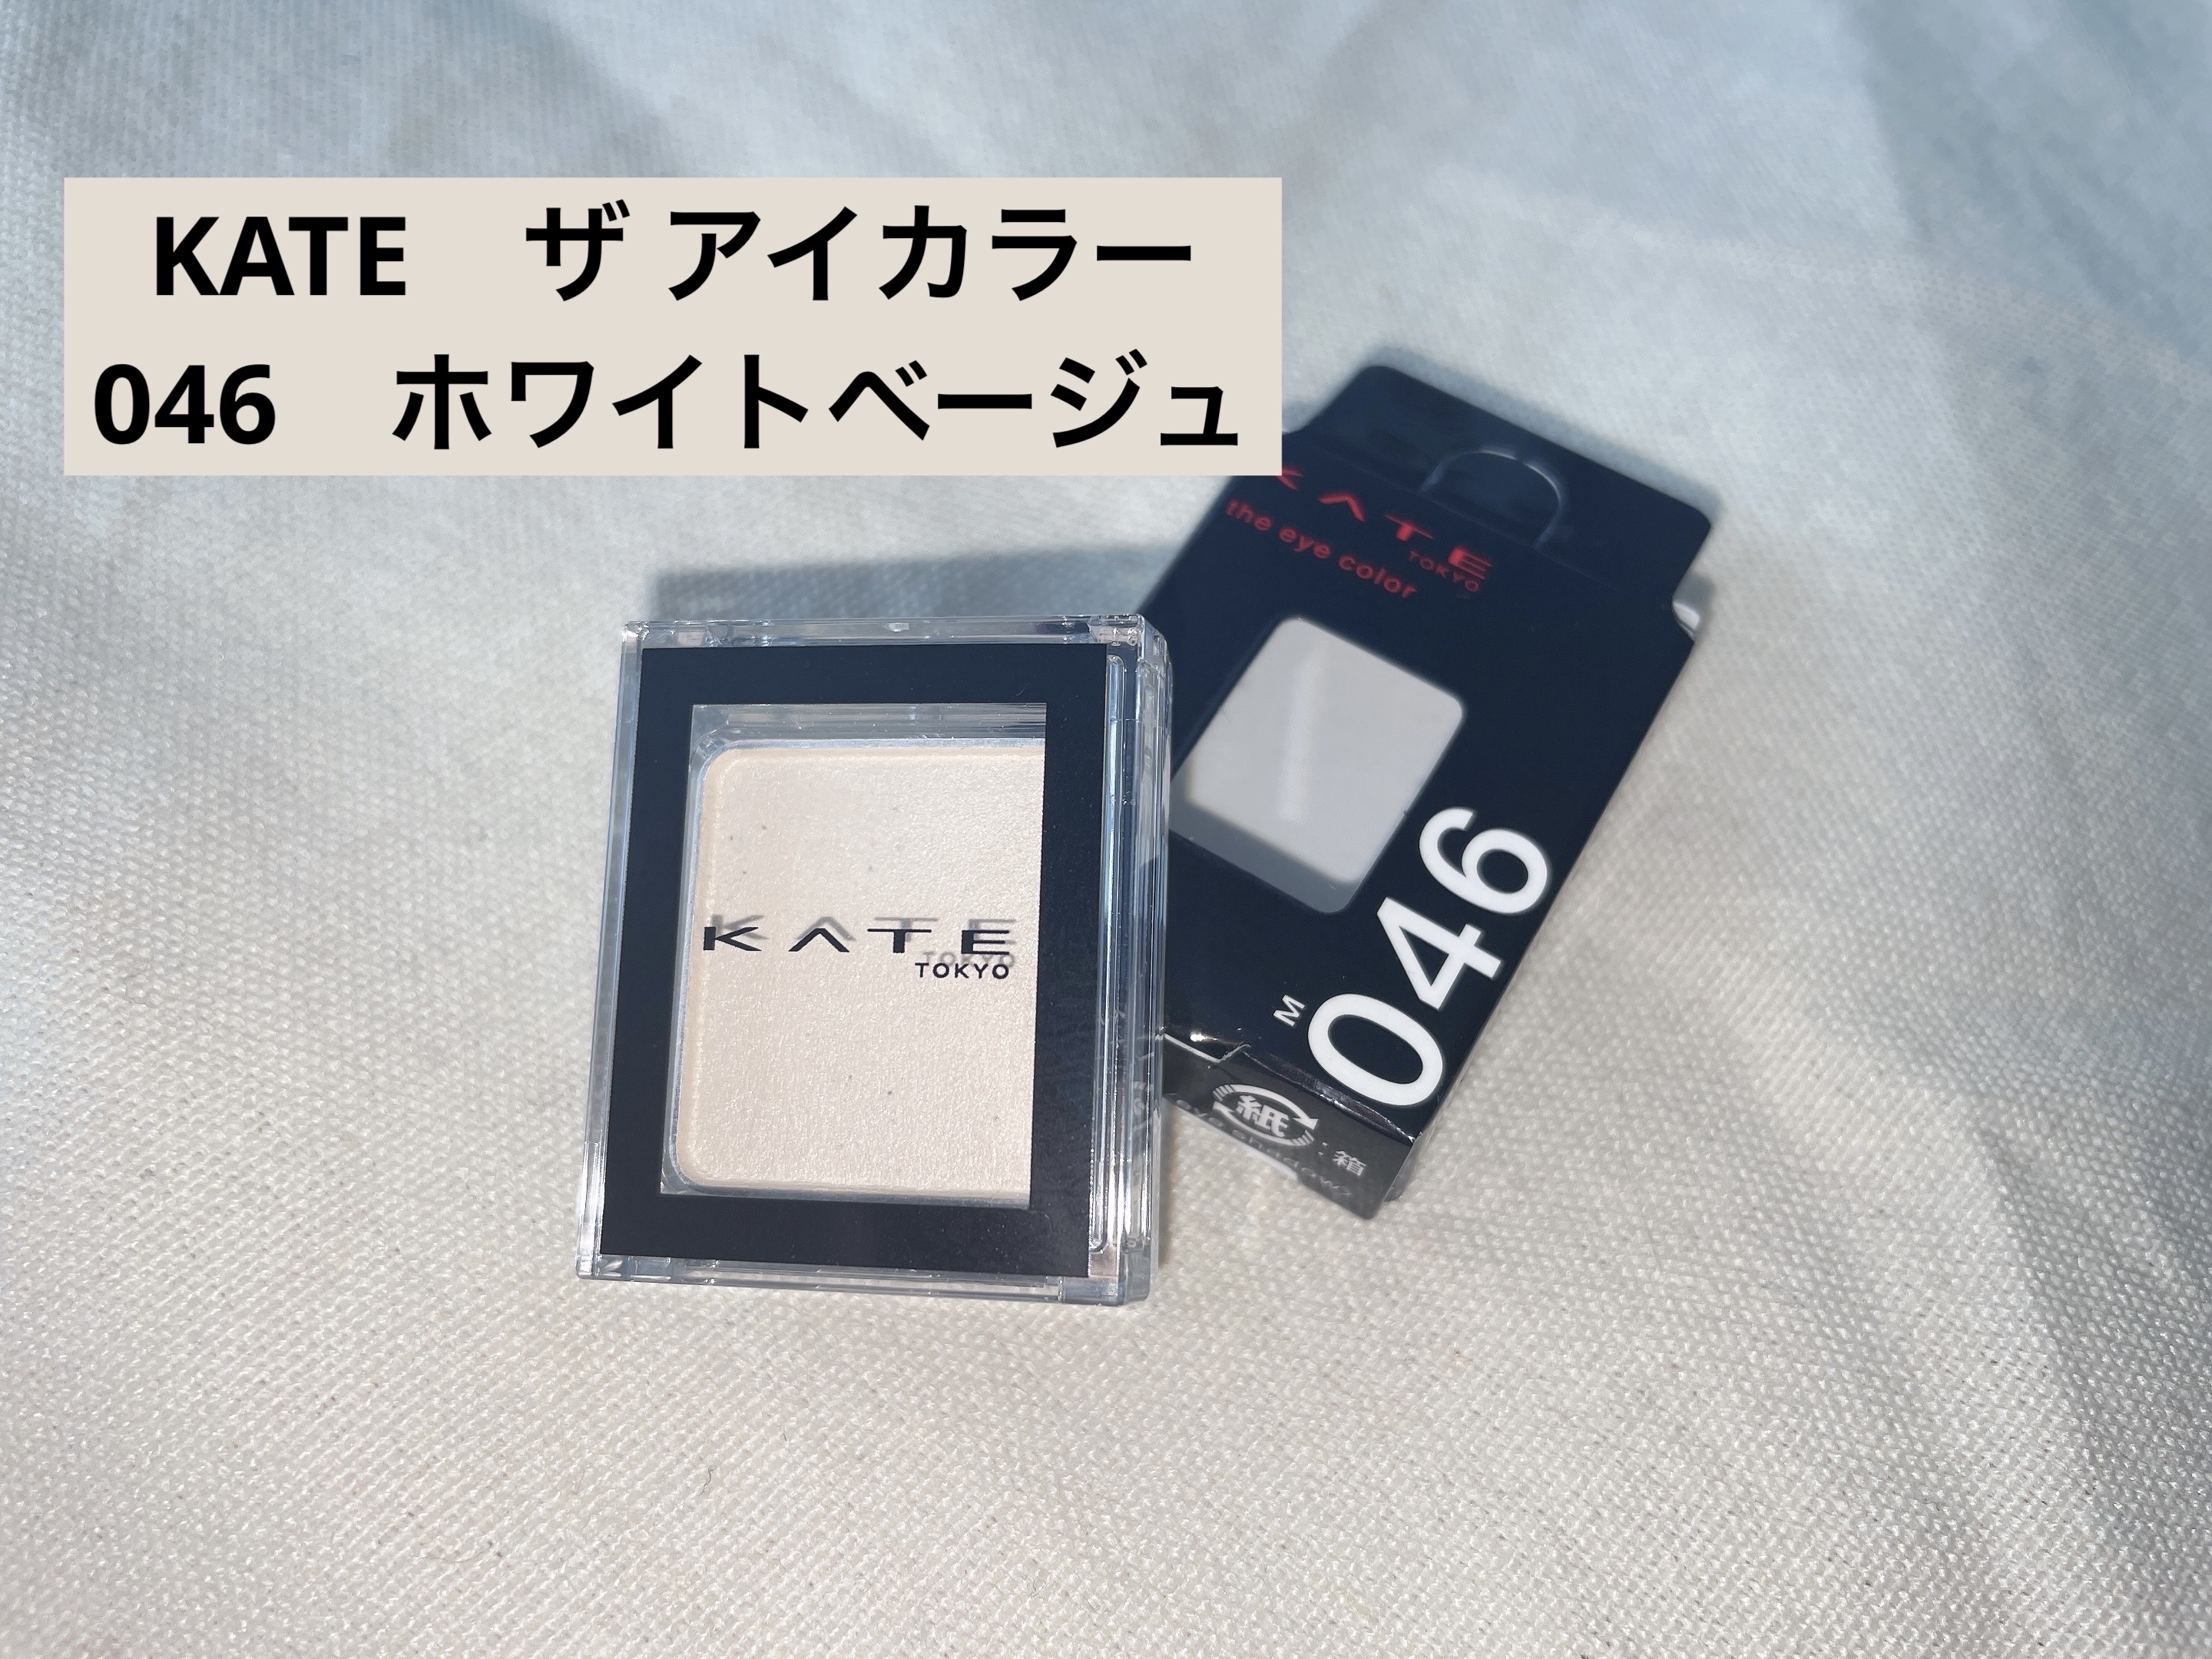 KATE　ザ アイカラー
046　ホワイトベージュ
KATE
TOKYO
the eye color
M
046
紙
:箱
KATE
TOKYO